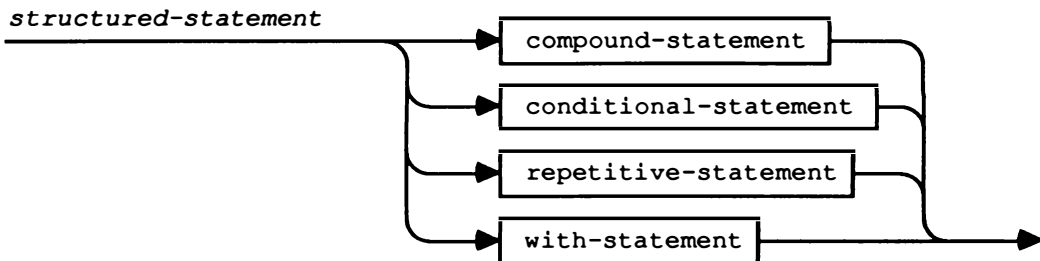 structured-statement
compound-statement
conditional-statement
repetitive-statement
with-statement